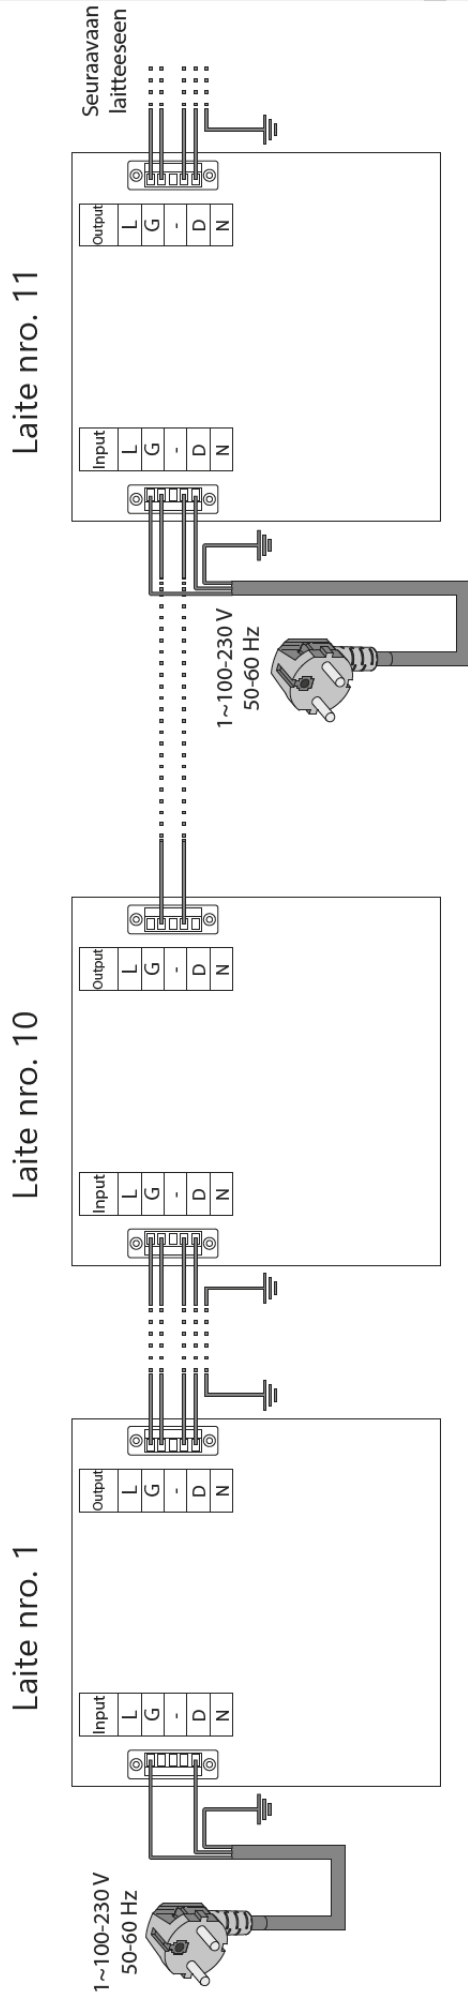 Laite nro. 1
Input
L
G
-
D
N
Output
L
G
-
D
N
1~100-230 V
50-60 Hz
Laite nro. 10
Input
L
G
-
D
N
Output
L
G
-
D
N
Laite nro. 11
Input
L
G
-
D
N
Output
L
G
-
D
N
1~100-230 V
50-60 Hz
Seuraavaan
laitteeseen